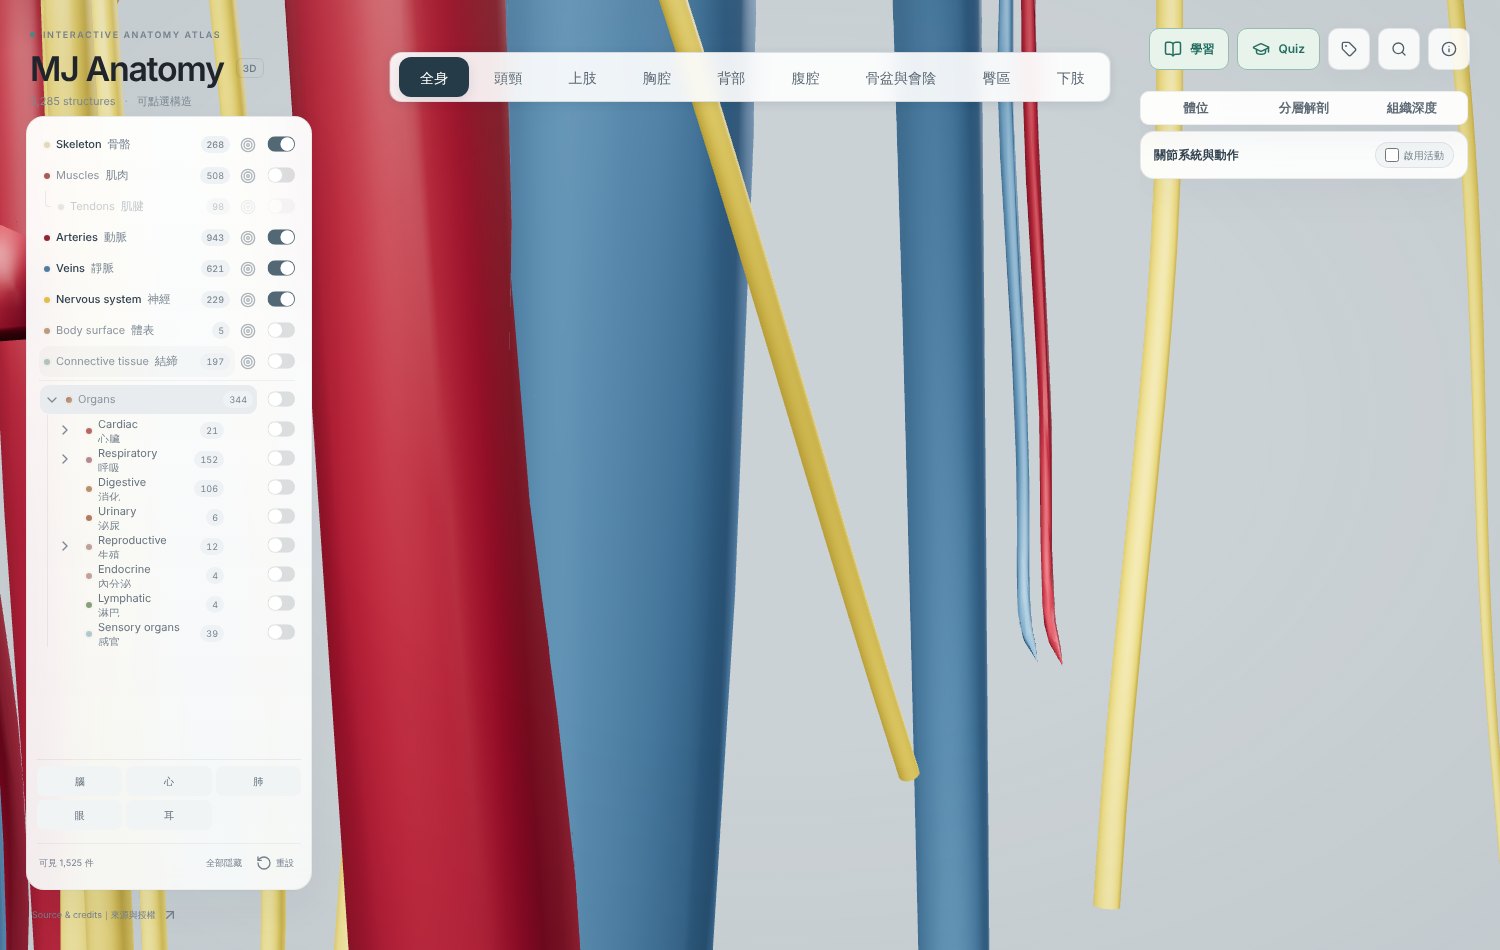 INTERACTIVE ANATOMY ATLAS
MJ Anatomy 3D
285 structures · 可點選構造
全身 頭頸 上肢 胸腔 背部 腹腔 骨盆與會陰 臀區 下肢
學習 Quiz
體位 分層解剖 組織深度
關節系統與動作 啟用活動
Skeleton 骨骼 268
Muscles 肌肉 508
Tendons 肌腱 98
Arteries 動脈 943
Veins 靜脈 621
Nervous system 神經 229
Body surface 體表 5
Connective tissue 結締 197
Organs 344
Cardiac 21
心臟
Respiratory 152
呼吸
Digestive 106
消化
Urinary 6
泌尿
Reproductive 12
生殖
Endocrine 4
內分泌
Lymphatic 4
淋巴
Sensory organs 39
感官
腦 心 肺
眼 耳
可見 1,525 件 全部隱藏 重設
Source & credits | 來源與授權